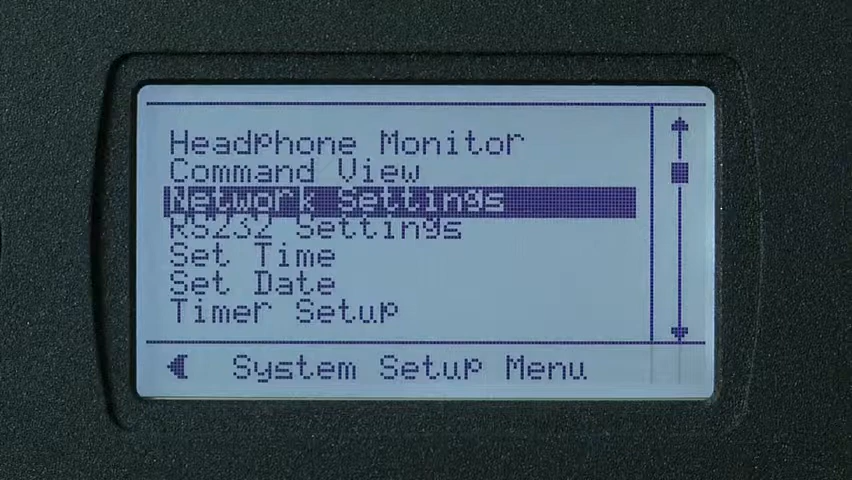 Headphone Monitor
Command View
Network Settings
RS232 Settings
Set Time
Set Date
Timer Setup
System Setup Menu